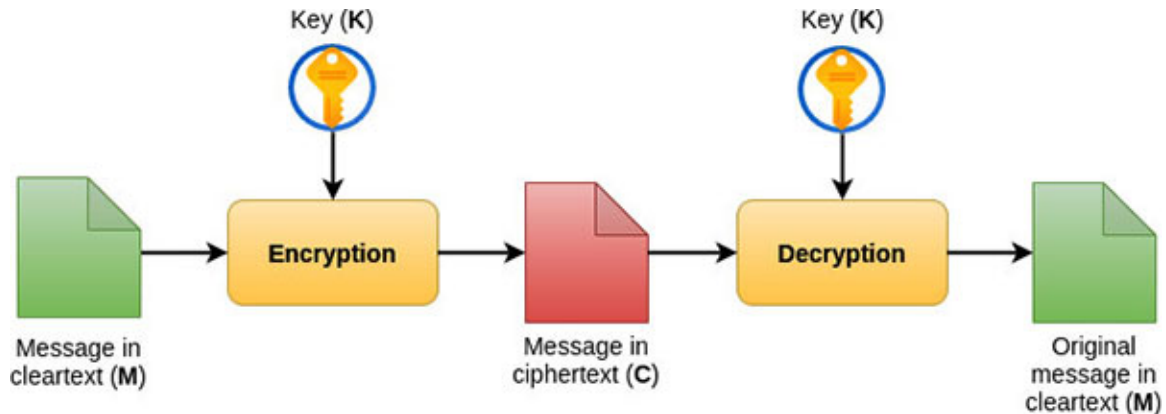 Key (K)
Key (K)
Encryption
Decryption
Message in
cleartext (M)
Message in
ciphertext (C)
Original
message in
cleartext (M)